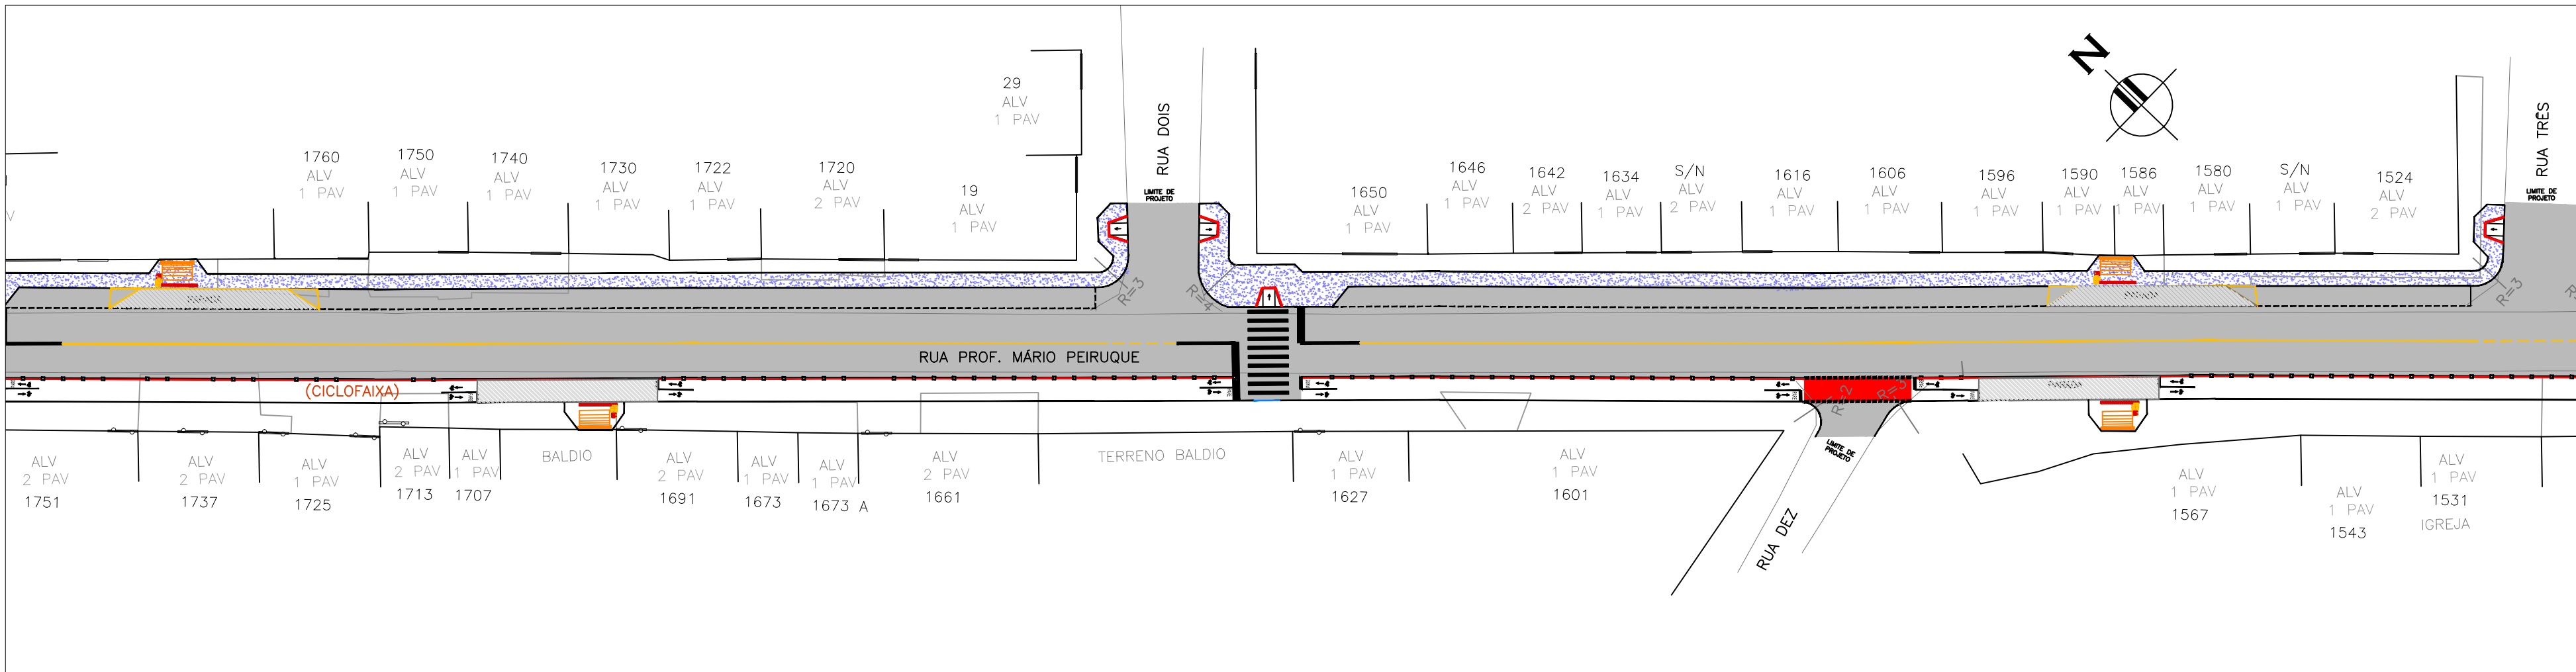 N
29
ALV
1 PAV
RUA DOIS
LIMITE DE
PROJETO
RUA TRÊS
LIMITE DE
PROJETO
1760
ALV
1 PAV
1750
ALV
1 PAV
1740
ALV
1 PAV
1730
ALV
1 PAV
1722
ALV
1 PAV
1720
ALV
2 PAV
19
ALV
1 PAV
1650
ALV
1 PAV
1646
ALV
1 PAV
1642
ALV
2 PAV
1634
ALV
1 PAV
S/N
ALV
2 PAV
1616
ALV
1 PAV
1606
ALV
1 PAV
1596
ALV
1 PAV
1590
ALV
1 PAV
1586
ALV
1 PAV
1580
ALV
1 PAV
S/N
ALV
1 PAV
1524
ALV
2 PAV
R=3
R=4
R=3
RUA PROF. MÁRIO PEIRUQUE
(CICLOFAIXA)
R=2
R=3
LIMITE DE
PROJETO
RUA DEZ
ALV
2 PAV
1751
ALV
2 PAV
1737
ALV
1 PAV
1725
ALV
2 PAV
1713
ALV
1 PAV
1707
BALDIO
ALV
2 PAV
1691
ALV
1 PAV
1673
ALV
1 PAV
1673 A
ALV
2 PAV
1661
TERRENO BALDIO
ALV
1 PAV
1627
ALV
1 PAV
1601
ALV
1 PAV
1567
ALV
1 PAV
1543
ALV
1 PAV
1531
IGREJA